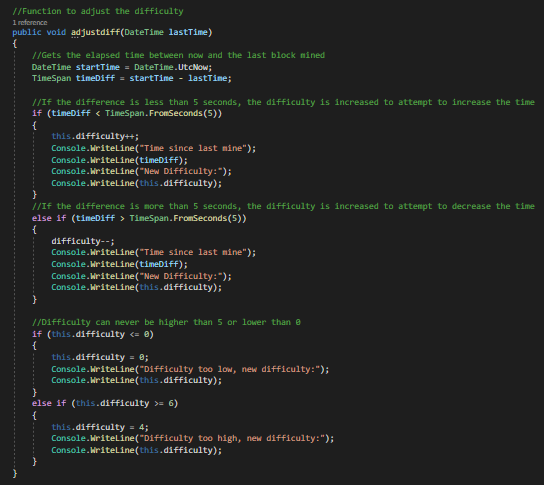 //Function to adjust the difficulty
1 reference
public void adjustdiff(DateTime lastTime)
{
//Gets the elapsed time between now and the last block mined
DateTime startTime = DateTime.UtcNow;
TimeSpan timeDiff = startTime - lastTime;
//If the difference is less than 5 seconds, the difficulty is increased to attempt to increase the time
if (timeDiff < TimeSpan.FromSeconds(5))
{
this.difficulty++;
Console.WriteLine("Time since last mine");
Console.WriteLine(timeDiff);
Console.WriteLine("New Difficulty:");
Console.WriteLine(this.difficulty);
}
//If the difference is more than 5 seconds, the difficulty is increased to attempt to decrease the time
else if (timeDiff > TimeSpan.FromSeconds(5))
{
difficulty--;
Console.WriteLine("Time since last mine");
Console.WriteLine(timeDiff);
Console.WriteLine("New Difficulty:");
Console.WriteLine(this.difficulty);
}
//Difficulty can never be higher than 5 or lower than 0
if (this.difficulty <= 0)
{
this.difficulty = 0;
Console.WriteLine("Difficulty too low, new difficulty:");
Console.WriteLine(this.difficulty);
}
else if (this.difficulty >= 6)
{
this.difficulty = 4;
Console.WriteLine("Difficulty too high, new difficulty:");
Console.WriteLine(this.difficulty);
}
}